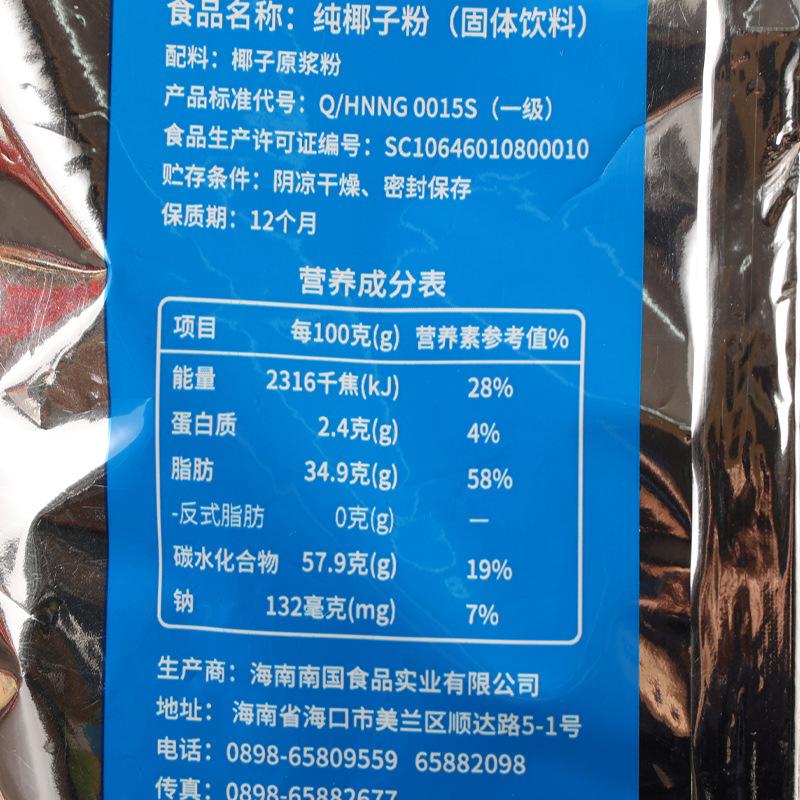 食品名称：纯椰子粉（固体饮料）
配料：椰子原浆粉
产品标准代号：Q/HNNG 0015S（一级）
食品生产许可证编号：SC10646010800010
贮存条件：阴凉干燥、密封保存
保质期：12个月
营养成分表
项目 每100克(g) 营养素参考值%
能量 2316千焦(kJ) 28%
蛋白质 2.4克(g) 4%
脂肪 34.9克(g) 58%
-反式脂肪 0克(g) —
碳水化合物 57.9克(g) 19%
钠 132毫克(mg) 7%
生产商：海南南国食品实业有限公司
地址：海南省海口市美兰区顺达路5-1号
电话：0898-65809559 65882098
传真：0898-65882677